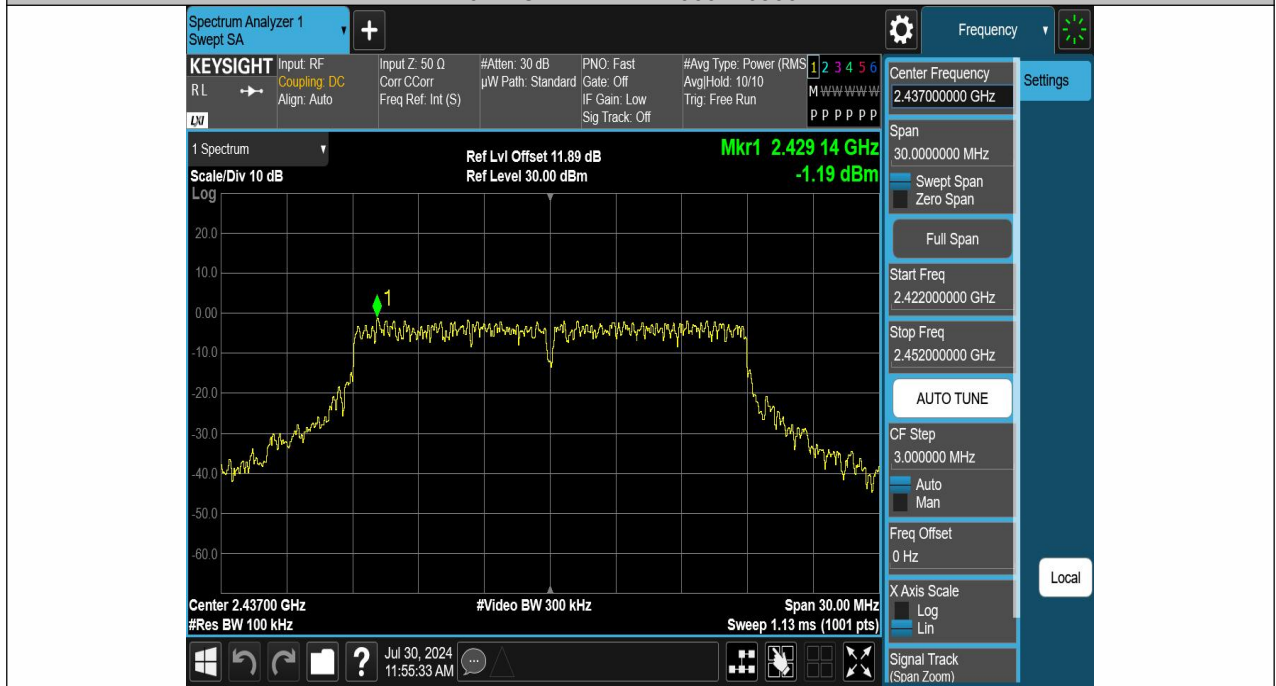 Spectrum Analyzer 1
Swept SA
Frequency
KEYSIGHT
RL
LXI
Input: RF
Coupling: DC
Align: Auto
Input Z: 50 Ω
Corr CCorr
Freq Ref: Int (S)
#Atten: 30 dB
µW Path: Standard
PNO: Fast
Gate: Off
IF Gain: Low
Sig Track: Off
#Avg Type: Power (RMS
Avg|Hold: 10/10
Trig: Free Run
1 2 3 4 5 6
M W W W W W
P P P P P P
1 Spectrum
Scale/Div 10 dB
Log
Ref Lvl Offset 11.89 dB
Ref Level 30.00 dBm
Mkr1 2.429 14 GHz
-1.19 dBm
20.0
10.0
1
0.00
-10.0
-20.0
-30.0
-40.0
-50.0
-60.0
Center 2.43700 GHz
#Res BW 100 kHz
#Video BW 300 kHz
Span 30.00 MHz
Sweep 1.13 ms (1001 pts)
Center Frequency
2.437000000 GHz
Settings
Span
30.0000000 MHz
Swept Span
Zero Span
Full Span
Start Freq
2.422000000 GHz
Stop Freq
2.452000000 GHz
AUTO TUNE
CF Step
3.000000 MHz
Auto
Man
Freq Offset
0 Hz
X Axis Scale
Log
Lin
Local
Signal Track
(Span Zoom)
?
Jul 30, 2024
11:55:33 AM